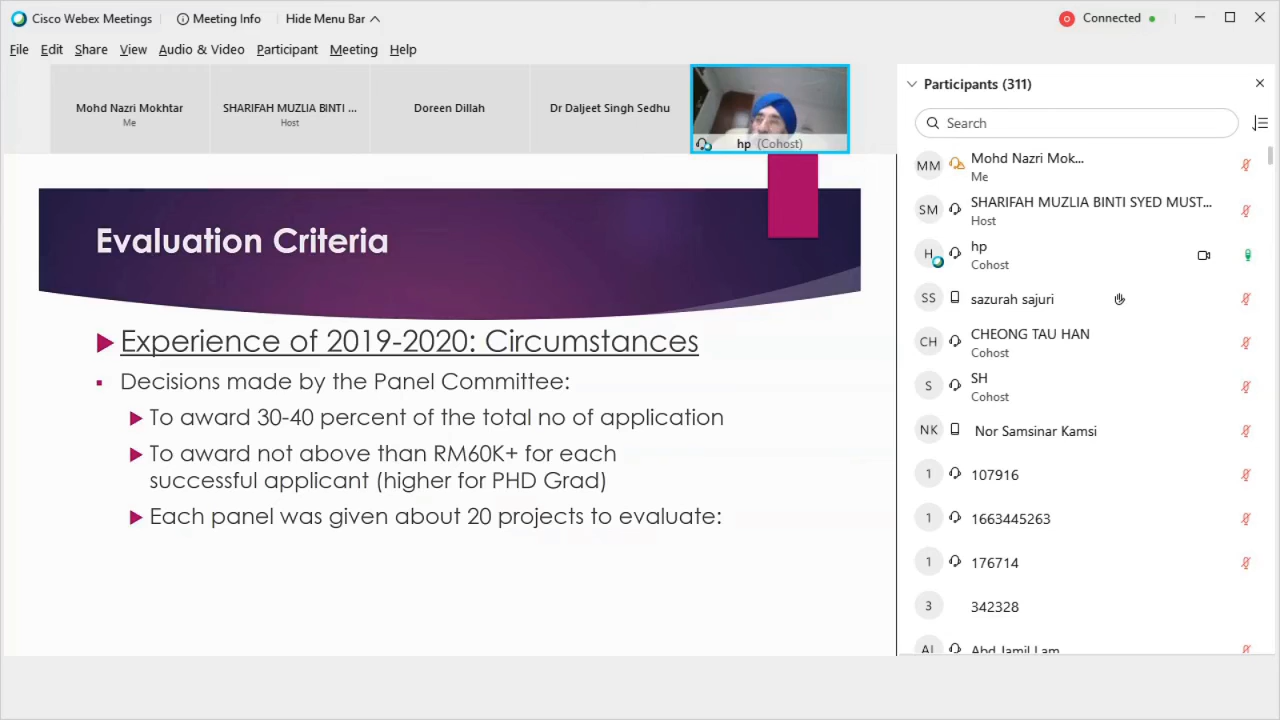 Cisco Webex Meetings
Meeting Info
Hide Menu Bar
Connected
File Edit Share View Audio & Video Participant Meeting Help
Mohd Nazri Mokhtar
Me
SHARIFAH MUZLIA BINTI ...
Host
Doreen Dillah
Dr Daljeet Singh Sedhu
hp (Cohost)
Evaluation Criteria
Experience of 2019-2020: Circumstances
Decisions made by the Panel Committee:
To award 30-40 percent of the total no of application
To award not above than RM60K+ for each
successful applicant (higher for PHD Grad)
Each panel was given about 20 projects to evaluate:
Participants (311)
Search
MM Mohd Nazri Mok...
Me
SM SHARIFAH MUZLIA BINTI SYED MUST...
Host
H hp
Cohost
SS sazurah sajuri
CH CHEONG TAU HAN
Cohost
S SH
Cohost
NK Nor Samsinar Kamsi
1 107916
1 1663445263
1 176714
3 342328
AJ Abd Jamil Lam